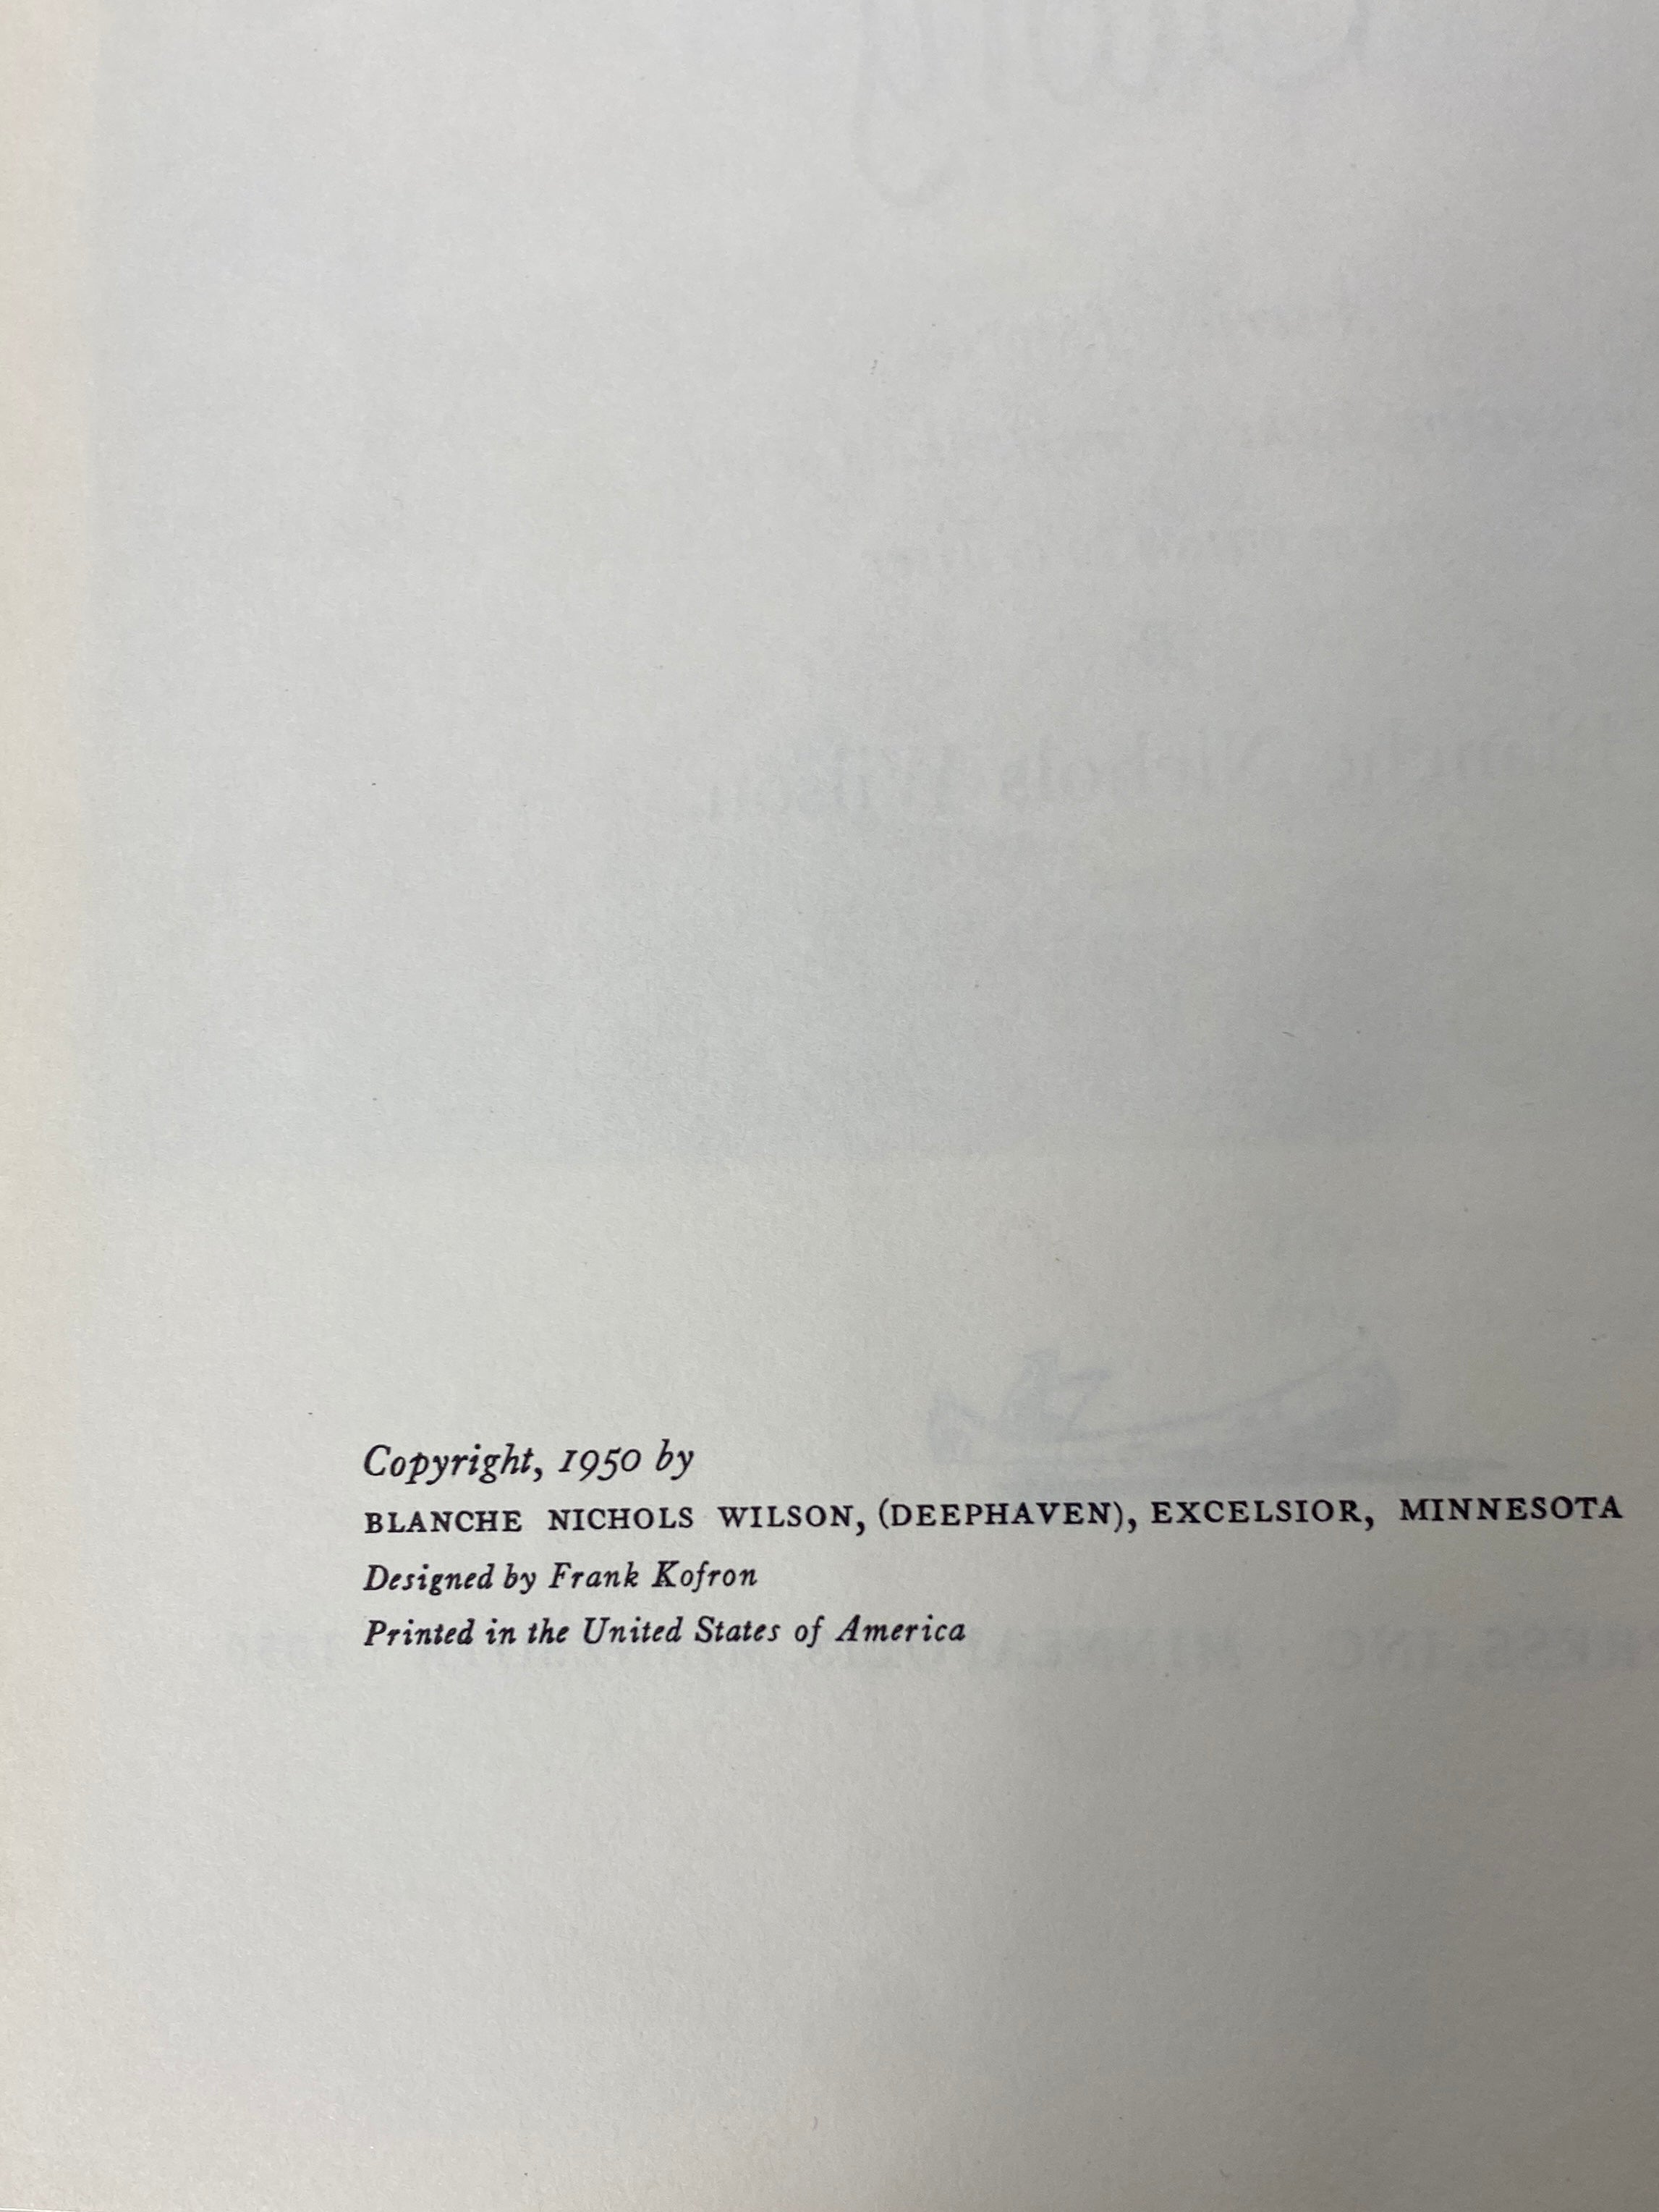 Copyright, 1950 by
BLANCHE NICHOLS WILSON, (DEEPHAVEN), EXCELSIOR, MINNESOTA
Designed by Frank Kofron
Printed in the United States of America